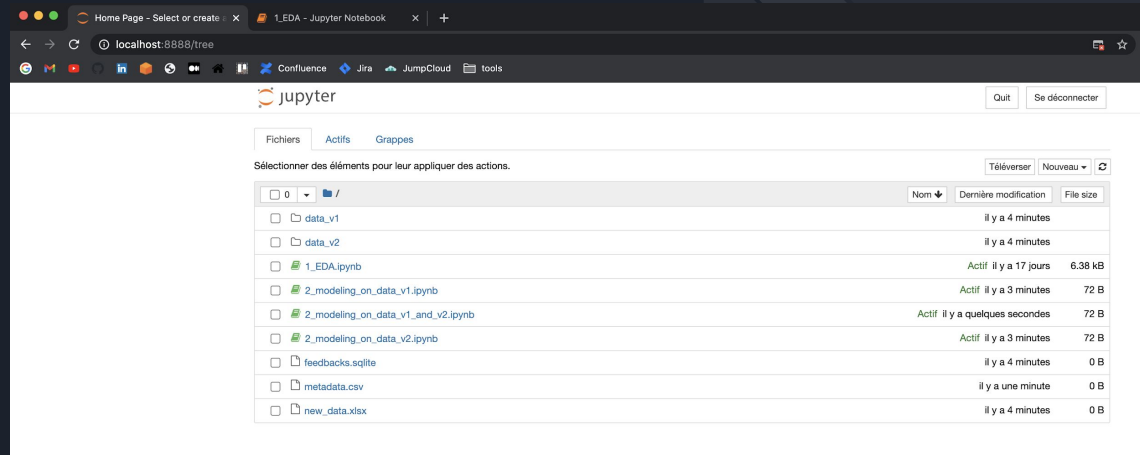 Home Page - Select or create a
1_EDA - Jupyter Notebook
localhost:8888/tree
Confluence
Jira
JumpCloud
tools
jupyter
Quit
Se déconnecter
Fichiers
Actifs
Grappes
Sélectionner des éléments pour leur appliquer des actions.
Téléverser
Nouveau
0
/
Nom
Dernière modification
File size
data_v1
il y a 4 minutes
data_v2
il y a 4 minutes
1_EDA.ipynb
Actif il y a 17 jours
6.38 kB
2_modeling_on_data_v1.ipynb
Actif il y a 3 minutes
72 B
2_modeling_on_data_v1_and_v2.ipynb
Actif il y a quelques secondes
72 B
2_modeling_on_data_v2.ipynb
Actif il y a 3 minutes
72 B
feedbacks.sqlite
il y a 4 minutes
0 B
metadata.csv
il y a une minute
0 B
new_data.xlsx
il y a 4 minutes
0 B